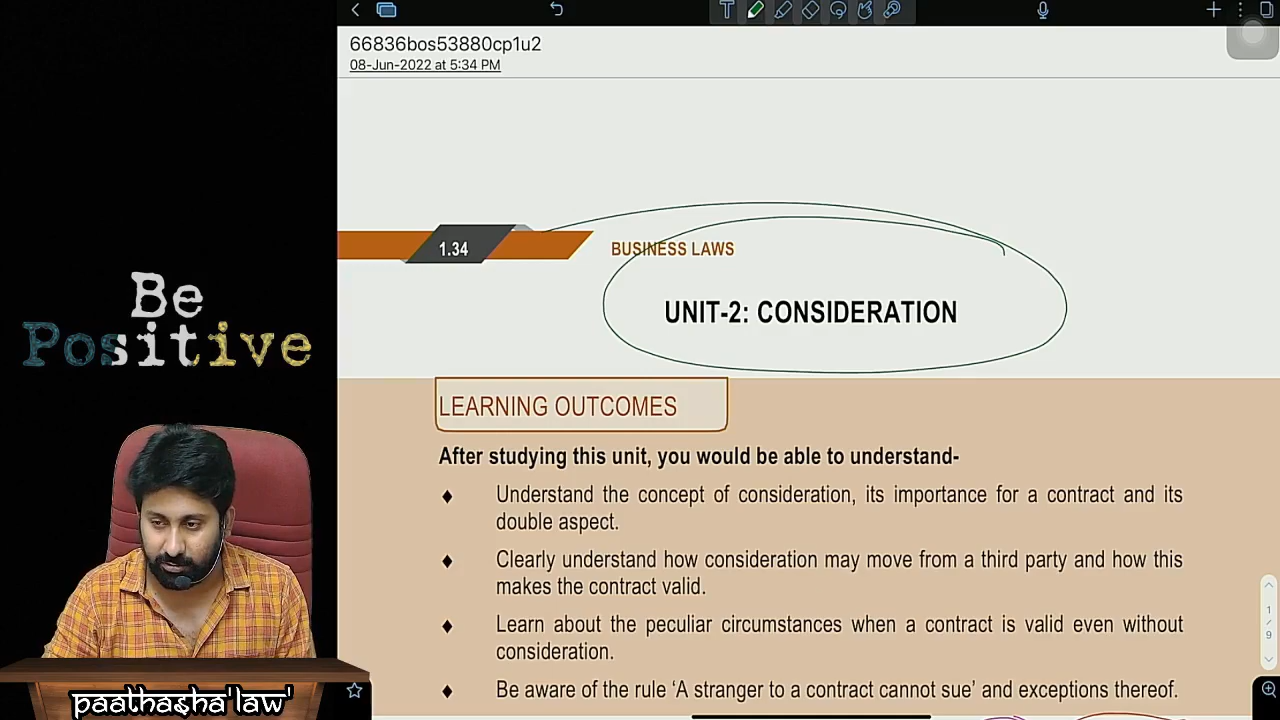 66836bos53880cp1u2
08-Jun-2022 at 5:34 PM
1.34
BUSINESS LAWS
UNIT-2: CONSIDERATION
LEARNING OUTCOMES
After studying this unit, you would be able to understand-
♦ Understand the concept of consideration, its importance for a contract and its
double aspect.
♦ Clearly understand how consideration may move from a third party and how this
makes the contract valid.
♦ Learn about the peculiar circumstances when a contract is valid even without
consideration.
♦ Be aware of the rule ‘A stranger to a contract cannot sue’ and exceptions thereof.
Be
Positive
paathasha'law'
1
/
9